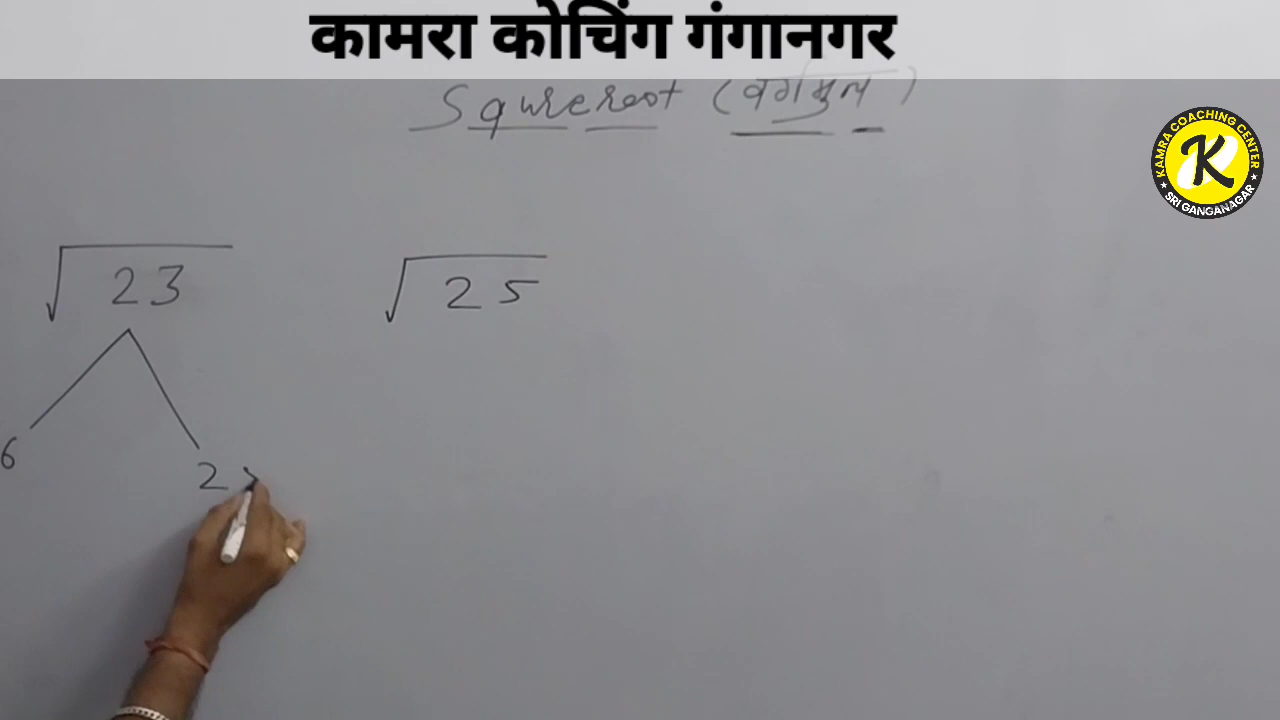 कामरा कोचिंग गंगानगर
Squreroot (वर्गमुल)
KAMRA COACHING CENTER
K
★ SRI GANGANAGAR ★
√23 √25
6
2